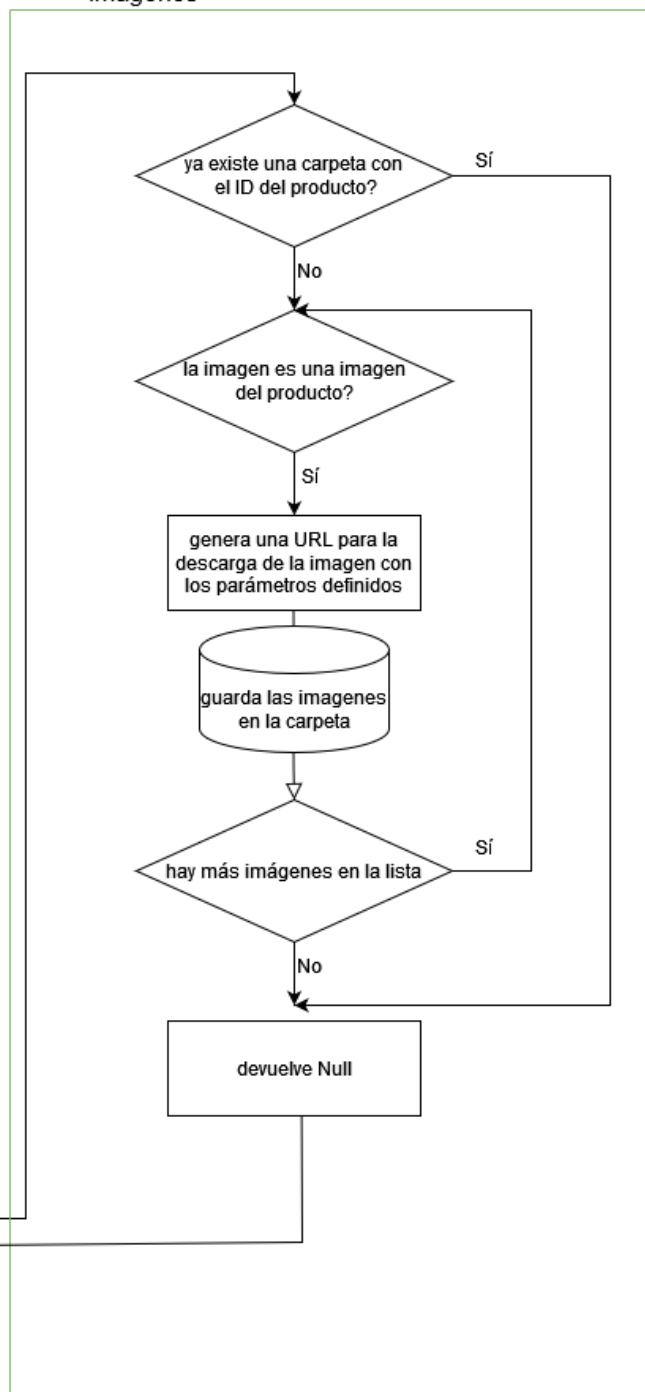 imágenes
ya existe una carpeta con
el ID del producto?
Sí
No
la imagen es una imagen
del producto?
Sí
genera una URL para la
descarga de la imagen con
los parámetros definidos
guarda las imagenes
en la carpeta
hay más imágenes en la lista
Sí
No
devuelve Null